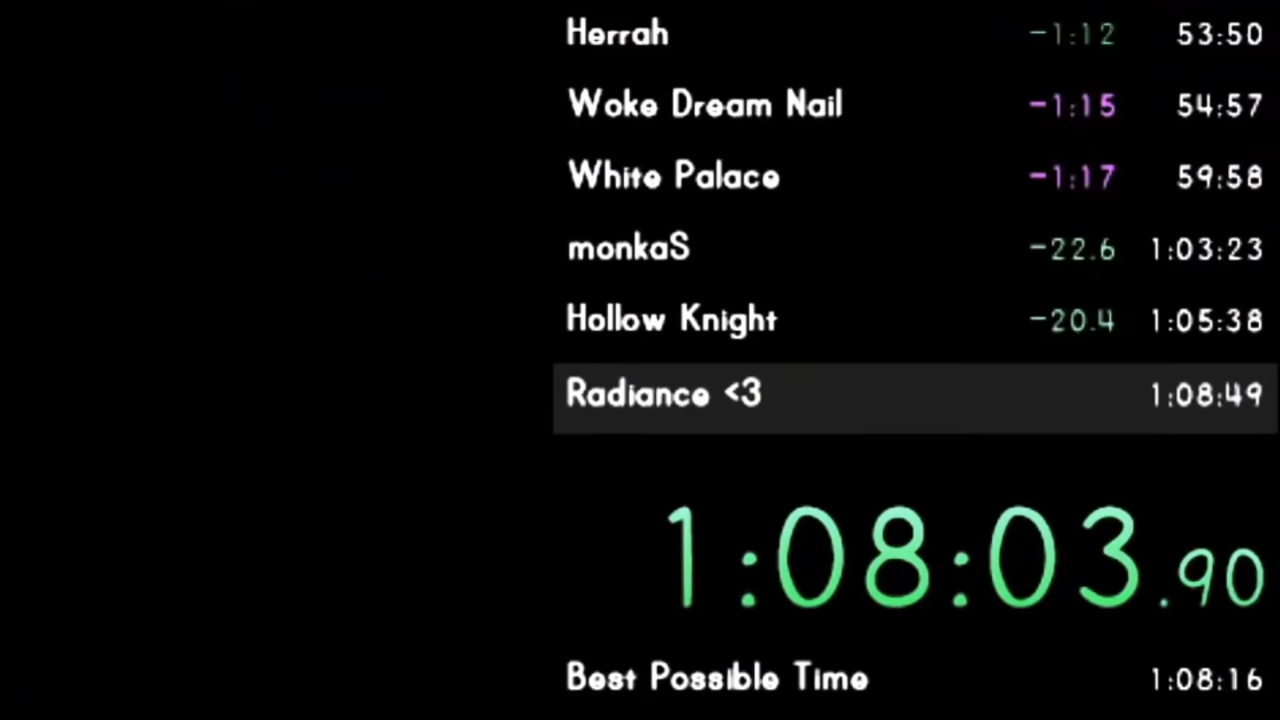 Herrah -1:12 53:50
Woke Dream Nail -1:15 54:57
White Palace -1:17 59:58
monkaS -22.6 1:03:23
Hollow Knight -20.4 1:05:38
Radiance <3 1:08:49
1:08:03.90
Best Possible Time 1:08:16